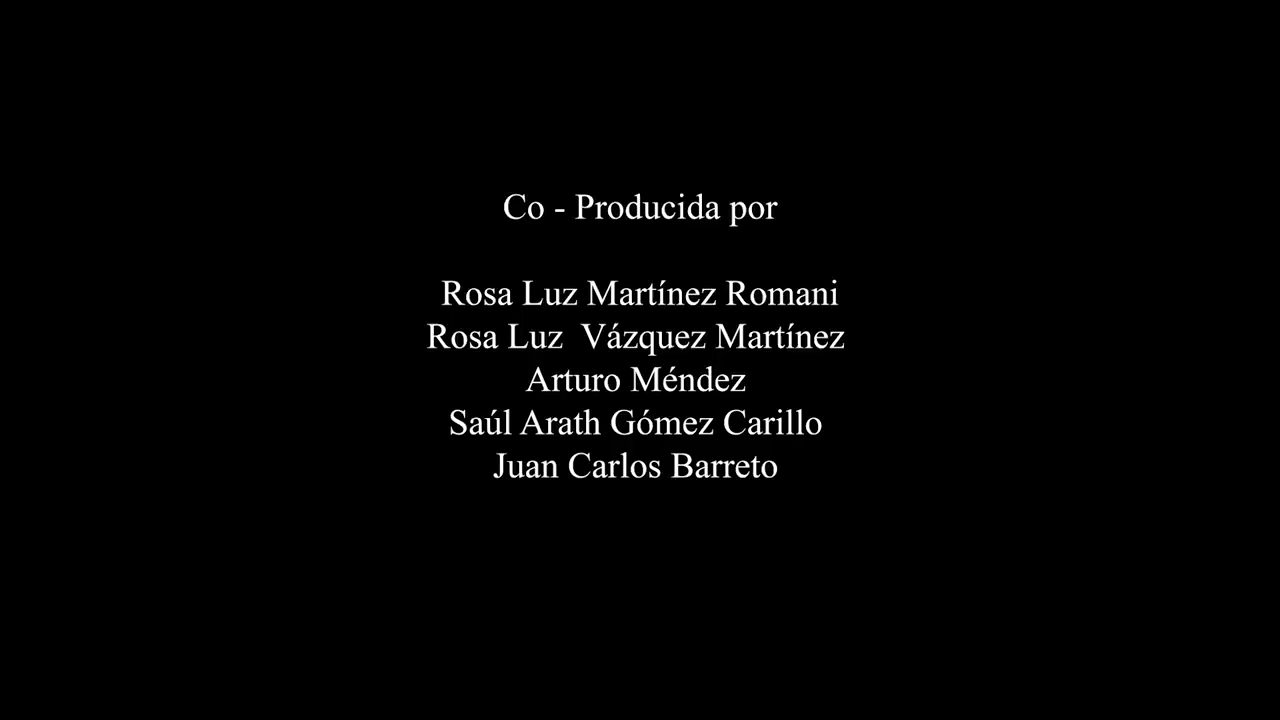 Co - Producida por
Rosa Luz Martínez Romani
Rosa Luz  Vázquez Martínez
Arturo Méndez
Saúl Arath Gómez Carillo
Juan Carlos Barreto